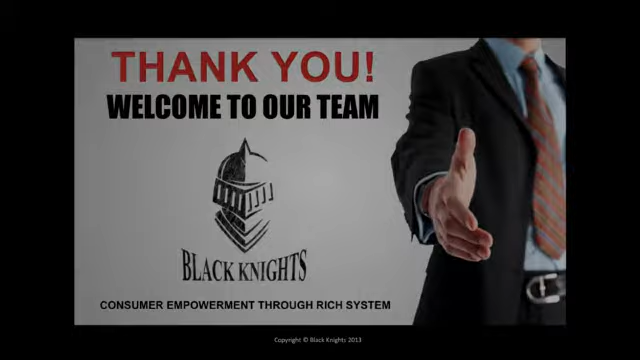 THANK YOU!
WELCOME TO OUR TEAM
BLACK KNIGHTS
CONSUMER EMPOWERMENT THROUGH RICH SYSTEM
Copyright © Black Knights 2013